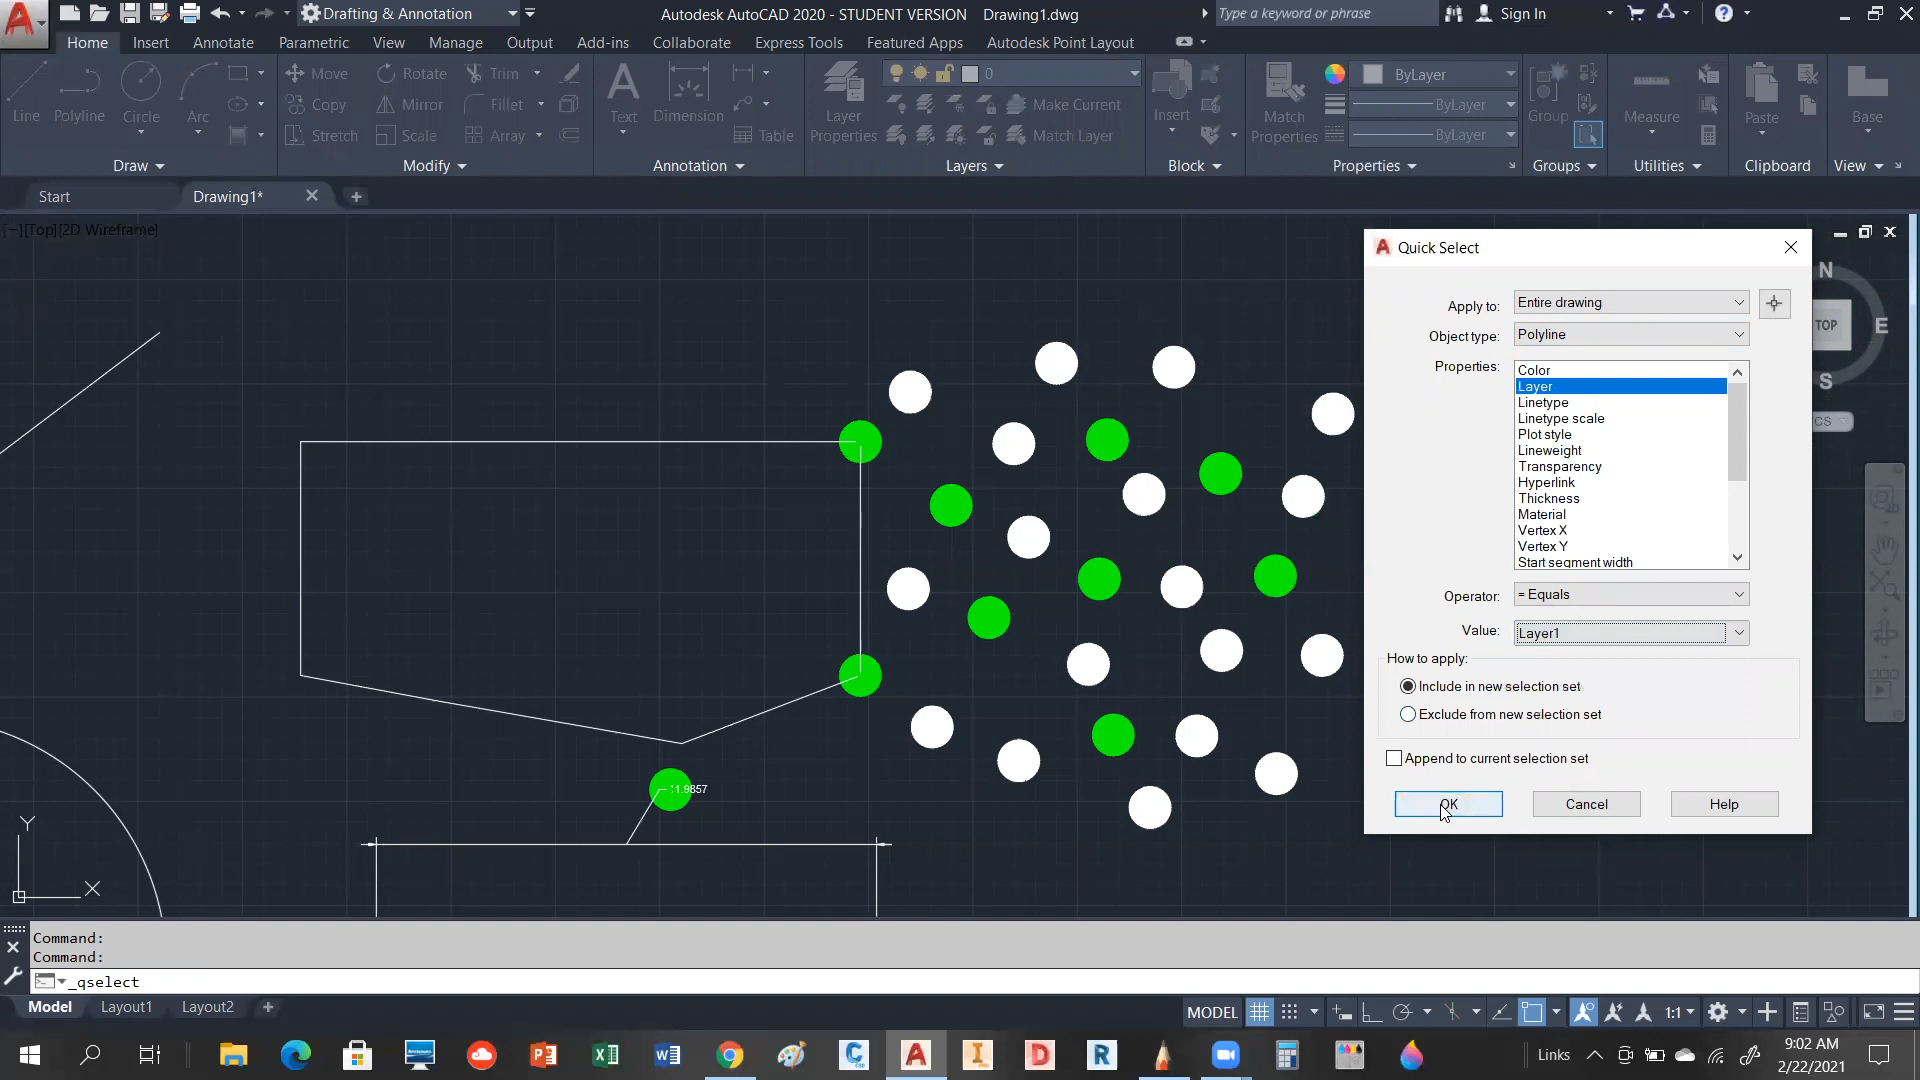 Drafting & Annotation
Autodesk AutoCAD 2020 - STUDENT VERSION Drawing1.dwg
Type a keyword or phrase
Sign In
Home Insert Annotate Parametric View Manage Output Add-ins Collaborate Express Tools Featured Apps Autodesk Point Layout
Line Polyline Circle Arc
Move Rotate Trim
Copy Mirror Fillet
Stretch Scale Array
Text Dimension Table
Layer Properties
0
Make Current
Match Layer
Insert
Match Properties
ByLayer
ByLayer
ByLayer
Group
Measure
Paste
Base
Draw Modify Annotation Layers Block Properties Groups Utilities Clipboard View
Start Drawing1*
[Top][2D Wireframe]
N
TOP E
S
CS
Quick Select
Apply to: Entire drawing
Object type: Polyline
Properties: Color
Layer
Linetype
Linetype scale
Plot style
Lineweight
Transparency
Hyperlink
Thickness
Material
Vertex X
Vertex Y
Start segment width
Operator: = Equals
Value: Layer1
How to apply:
Include in new selection set
Exclude from new selection set
Append to current selection set
OK Cancel Help
Y
X
Command:
Command:
_qselect
Model Layout1 Layout2 +
MODEL 1:1
Links
9:02 AM
2/22/2021